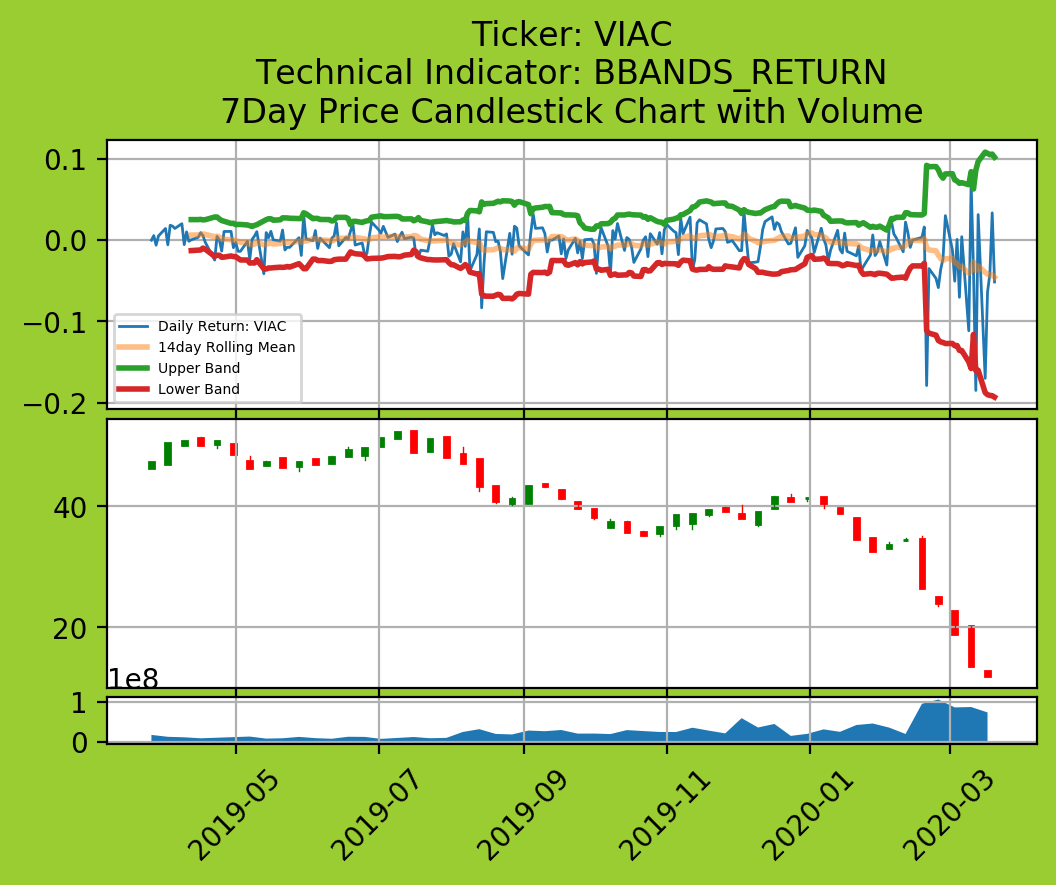 Ticker: VIAC
Technical Indicator: BBANDS_RETURN
7Day Price Candlestick Chart with Volume
0.1
0.0
−0.1
−0.2
Daily Return: VIAC
14day Rolling Mean
Upper Band
Lower Band
40
20
1e8
1
0
2019-05
2019-07
2019-09
2019-11
2020-01
2020-03